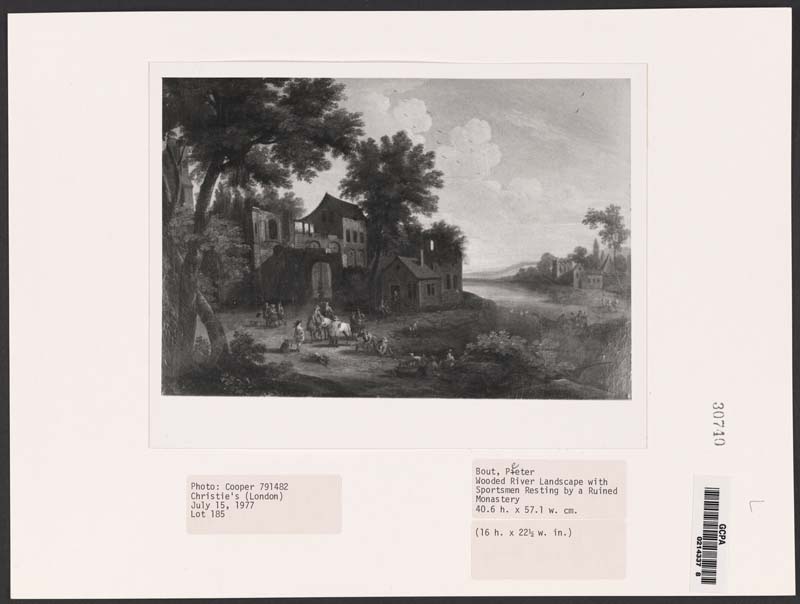 Photo: Cooper 791482
Christie's (London)
July 15, 1977
Lot 185
Bout, Pieter
Wooded River Landscape with
Sportsmen Resting by a Ruined
Monastery
40.6 h. x 57.1 w. cm.
(16 h. x 22½ w. in.)
30740
L
GCPA
0214337 8